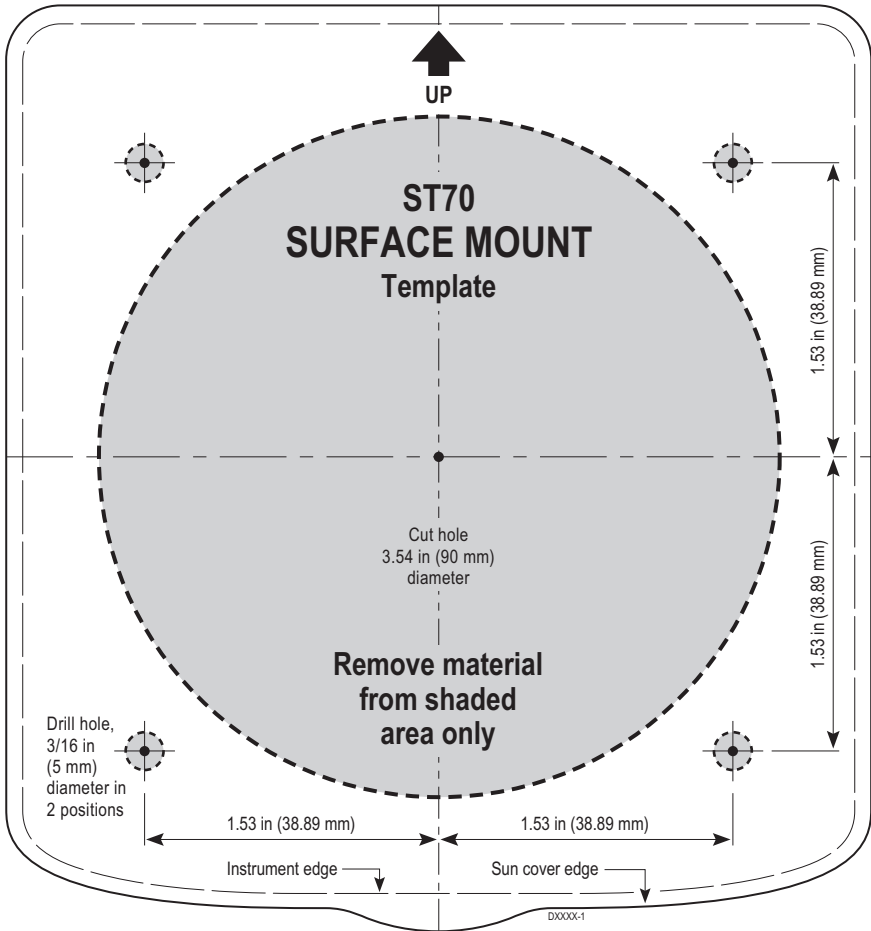 UP
ST70
SURFACE MOUNT
Template
1.53 in (38.89 mm)
Cut hole
3.54 in (90 mm)
diameter
1.53 in (38.89 mm)
Remove material
from shaded
area only
Drill hole,
3/16 in
(5 mm)
diameter in
2 positions
1.53 in (38.89 mm)
1.53 in (38.89 mm)
Instrument edge
Sun cover edge
DXXXX-1